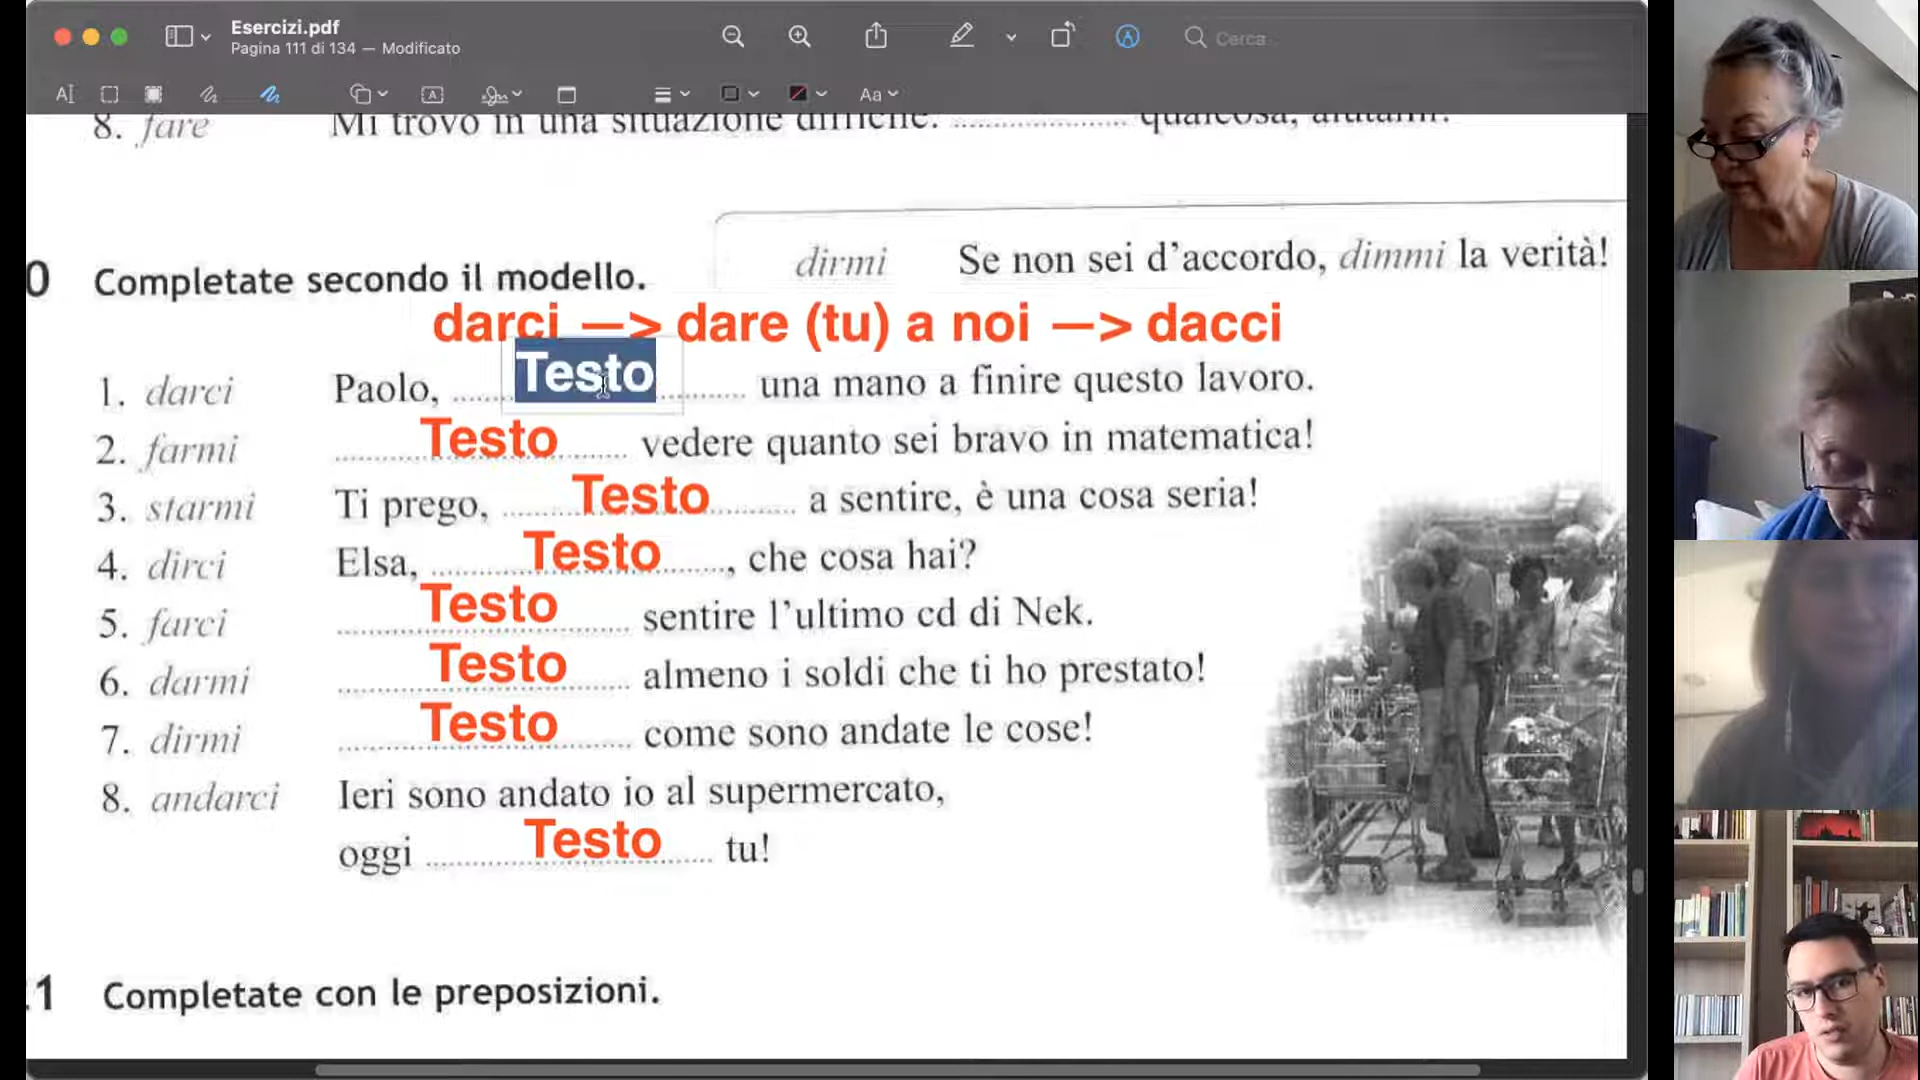 Esercizi.pdf
Pagina 111 di 134 — Modificato
Cerca
Aa
8. fare Mi trovo in una situazione difficile: .................... qualcosa, aiutami!
0 Completate secondo il modello.
dirmi Se non sei d'accordo, dimmi la verità!
darci —> dare (tu) a noi —> dacci
1. darci Paolo, ....... Testo .......... una mano a finire questo lavoro.
2. farmi .......... Testo .......... vedere quanto sei bravo in matematica!
3. starmi Ti prego, ....... Testo .......... a sentire, è una cosa seria!
4. dirci Elsa, .......... Testo .........., che cosa hai?
5. farci .......... Testo .......... sentire l'ultimo cd di Nek.
6. darmi .......... Testo .......... almeno i soldi che ti ho prestato!
7. dirmi .......... Testo .......... come sono andate le cose!
8. andarci Ieri sono andato io al supermercato,
oggi .......... Testo .......... tu!
1 Completate con le preposizioni.